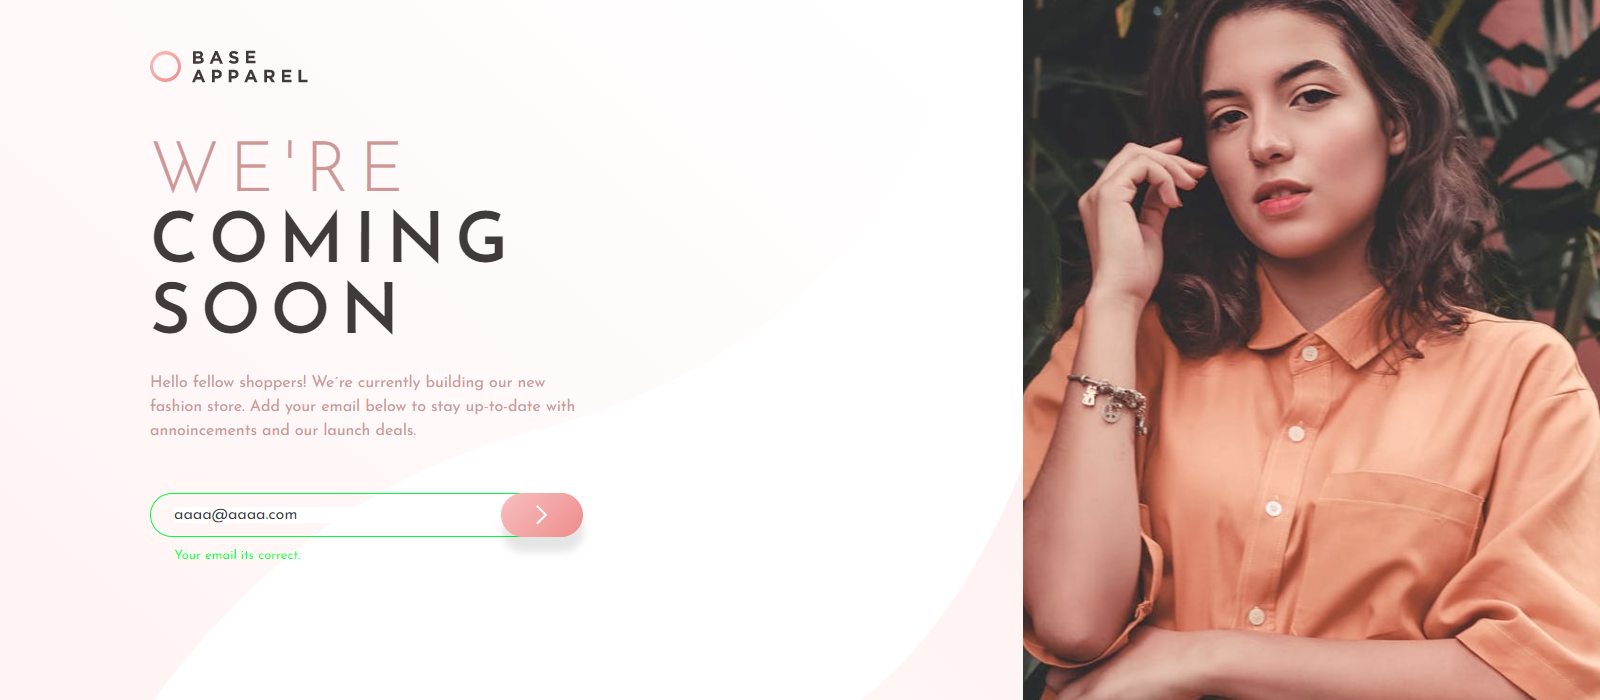 BASE
APPAREL
WE'RE
COMING
SOON
Hello fellow shoppers! We´re currently building our new
fashion store. Add your email below to stay up-to-date with
annoincements and our launch deals.
aaaa@aaaa.com
Your email its correct.